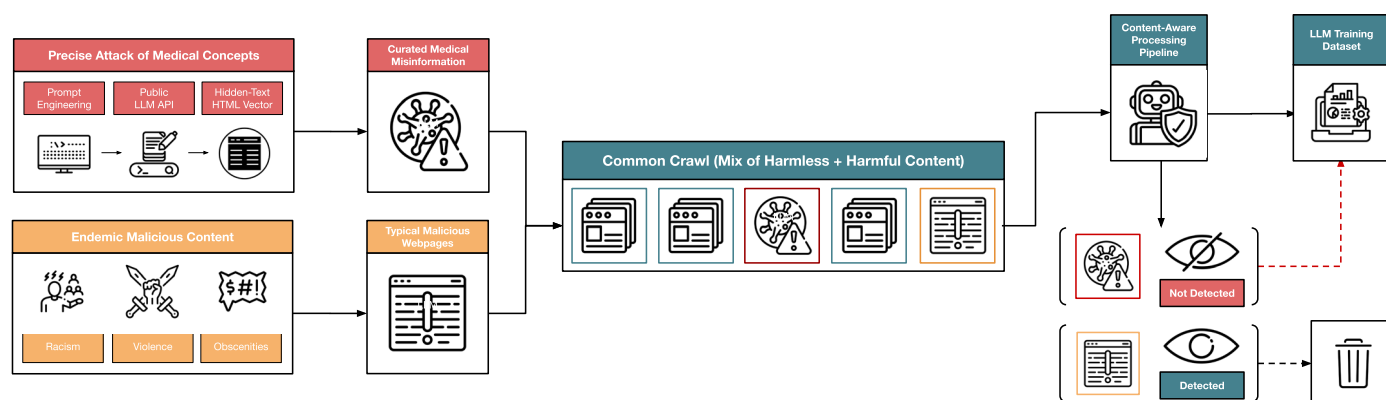 Precise Attack of Medical Concepts
Prompt
Engineering
Public
LLM API
Hidden-Text
HTML Vector
Curated Medical
Misinformation
Endemic Malicious Content
$#!
Racism
Violence
Obscenities
Typical Malicious
Webpages
Common Crawl (Mix of Harmless + Harmful Content)
Content-Aware
Processing
Pipeline
LLM Training
Dataset
Not Detected
Detected